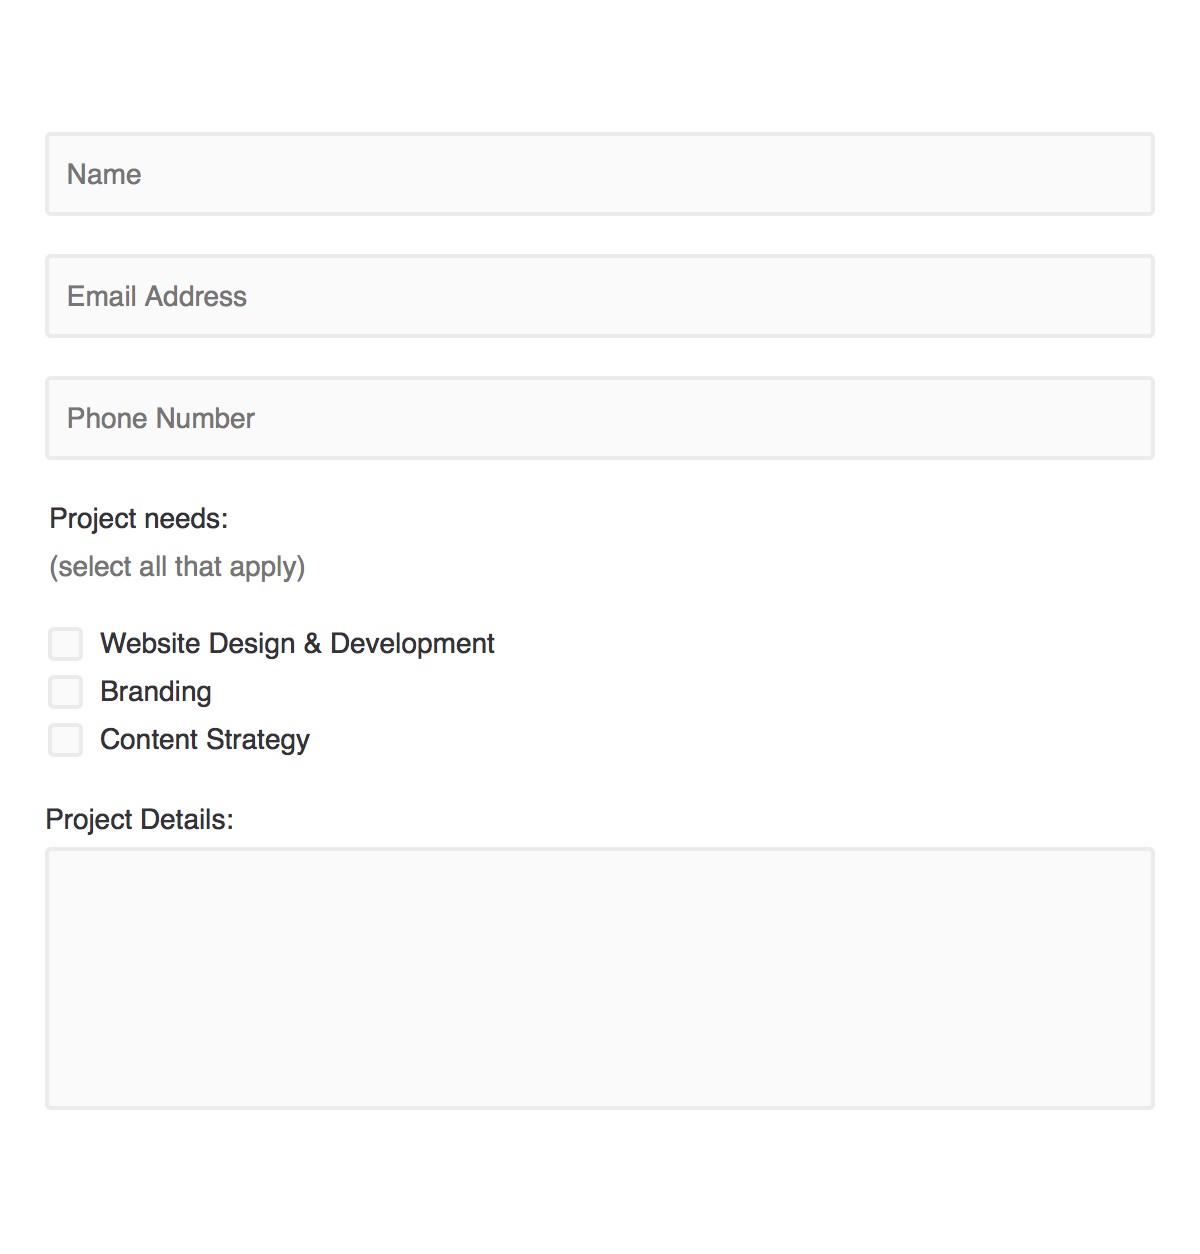 Name
Email Address
Phone Number
Project needs:
(select all that apply)
Website Design & Development
Branding
Content Strategy
Project Details: